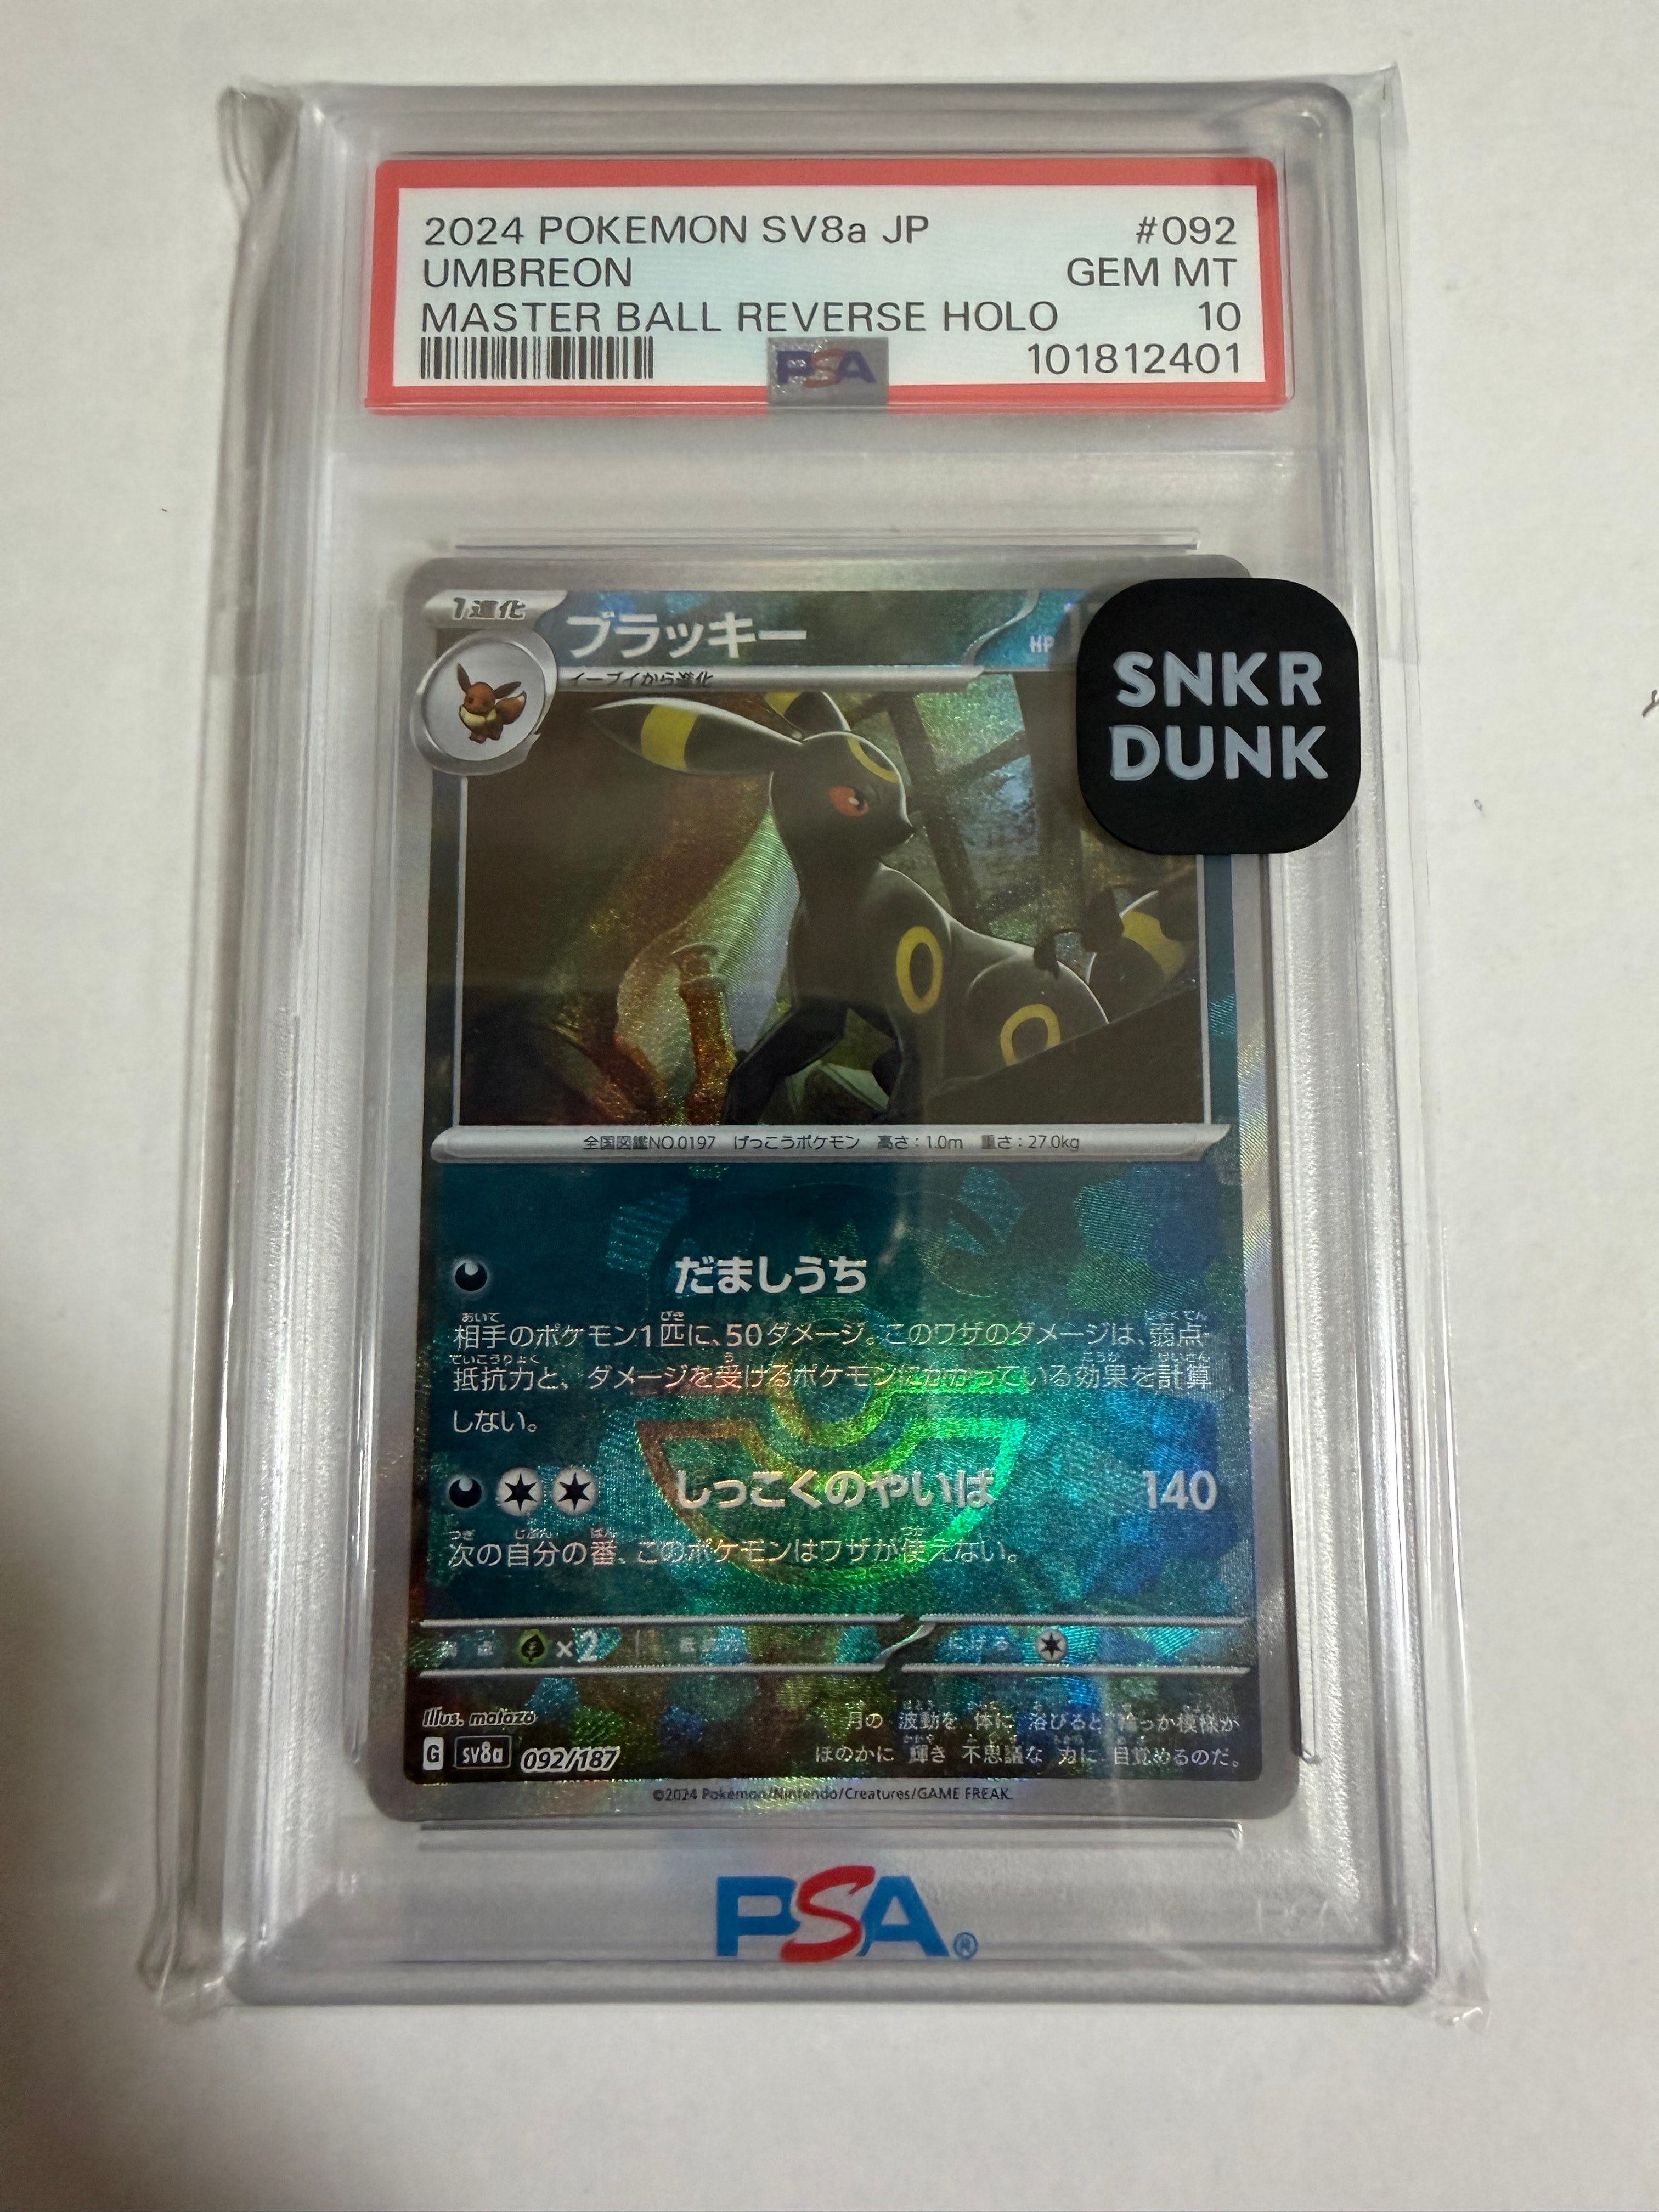 2024 POKEMON SV8a JP #092
UMBREON GEM MT
MASTER BALL REVERSE HOLO 10
PSA 101812401
1進化 ブラッキー HP
イーブイから進化
SNKR
DUNK
全国図鑑NO.0197 げっこうポケモン 高さ:1.0m 重さ:27.0kg
だましうち
相手のポケモン1匹に、50ダメージ。このワザのダメージは、弱点・
抵抗力と、ダメージを受けるポケモンにかかっている効果を計算
しない。
しっこくのやいば 140
次の自分の番、このポケモンはワザが使えない。
弱点 ×2 抵抗力 にげる
Illus. matazo
月の 波動を 体に 浴びると 輪っか模様が
G sv8a 092/187
ほのかに 輝き 不思議な 力に 目覚めるのだ。
©2024 Pokémon/Nintendo/Creatures/GAME FREAK.
PSA®